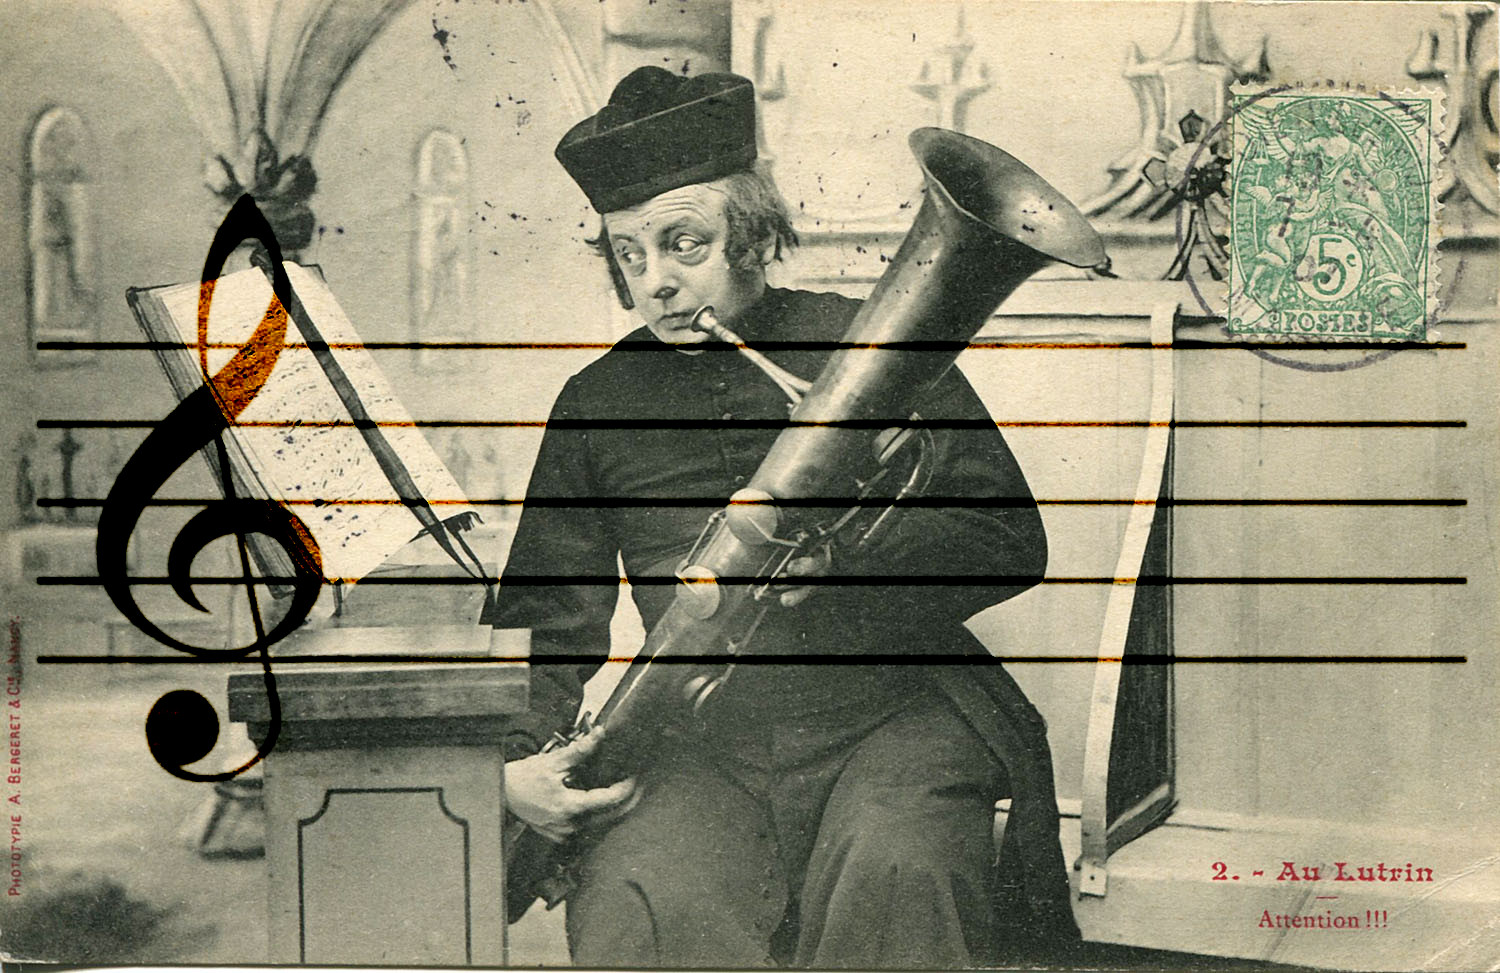 5c
POSTES
PHOTOTYPIE A. BERGERET & Cie, NANCY.
2. - Au Lutrin
Attention!!!